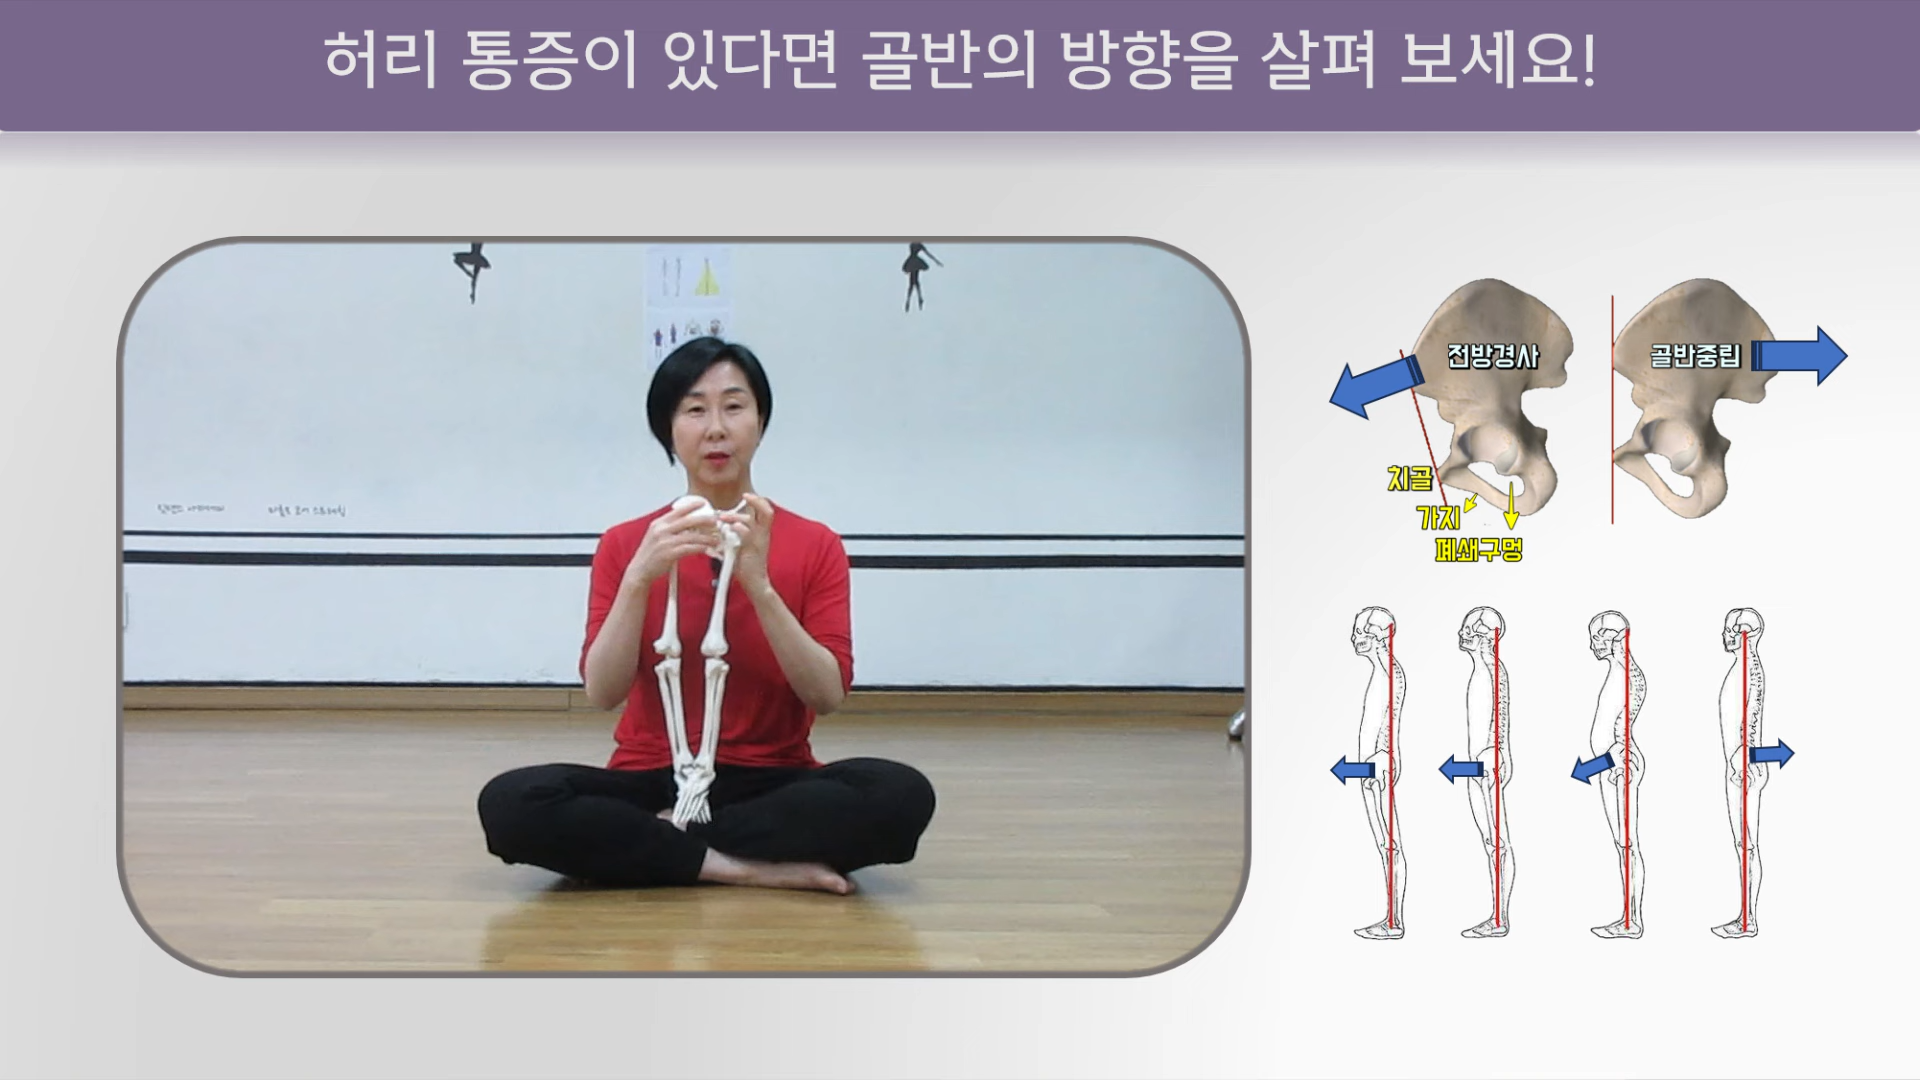 허리 통증이 있다면 골반의 방향을 살펴 보세요!
전방경사
골반중립
치골
가지
폐쇄구멍